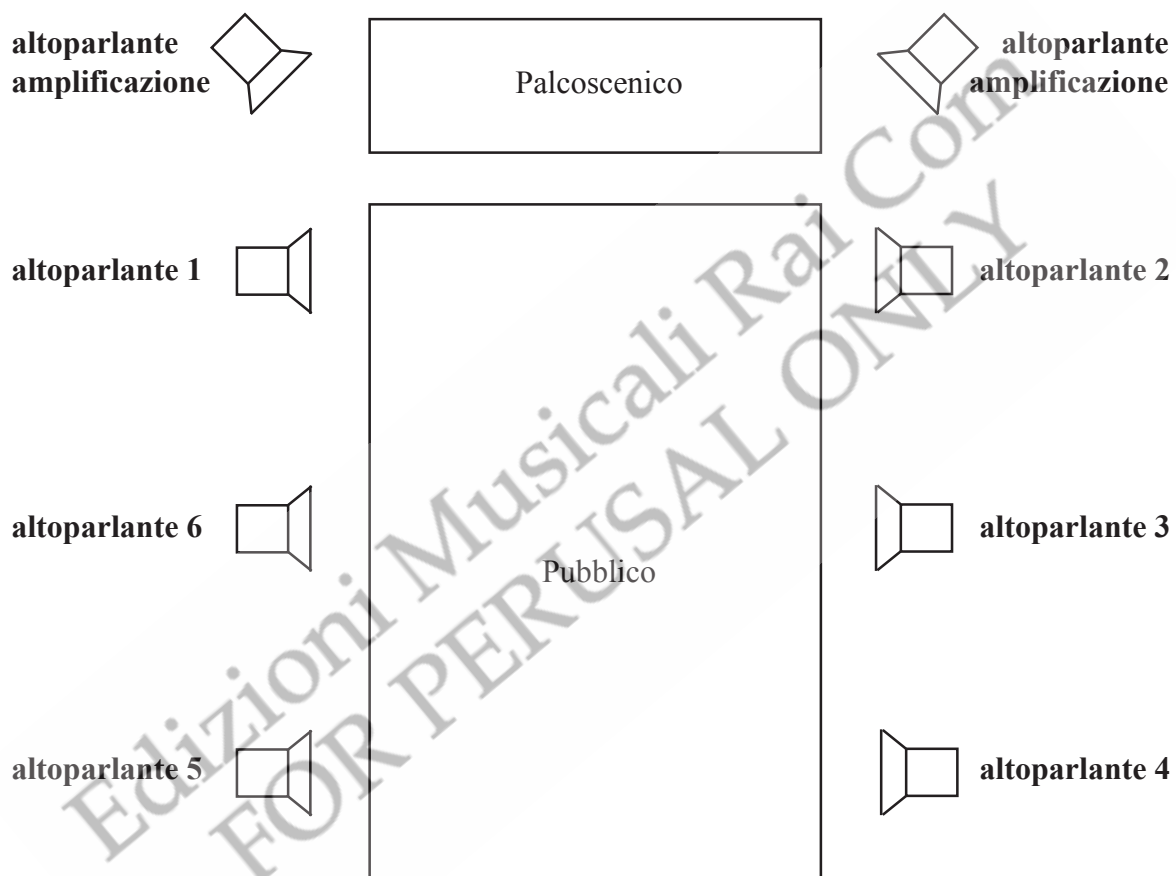 altoparlante
amplificazione
Palcoscenico
altoparlante
amplificazione
altoparlante 1
altoparlante 2
altoparlante 6
altoparlante 3
Pubblico
altoparlante 5
altoparlante 4
Edizioni Musicali Rai Com
FOR PERUSAL ONLY